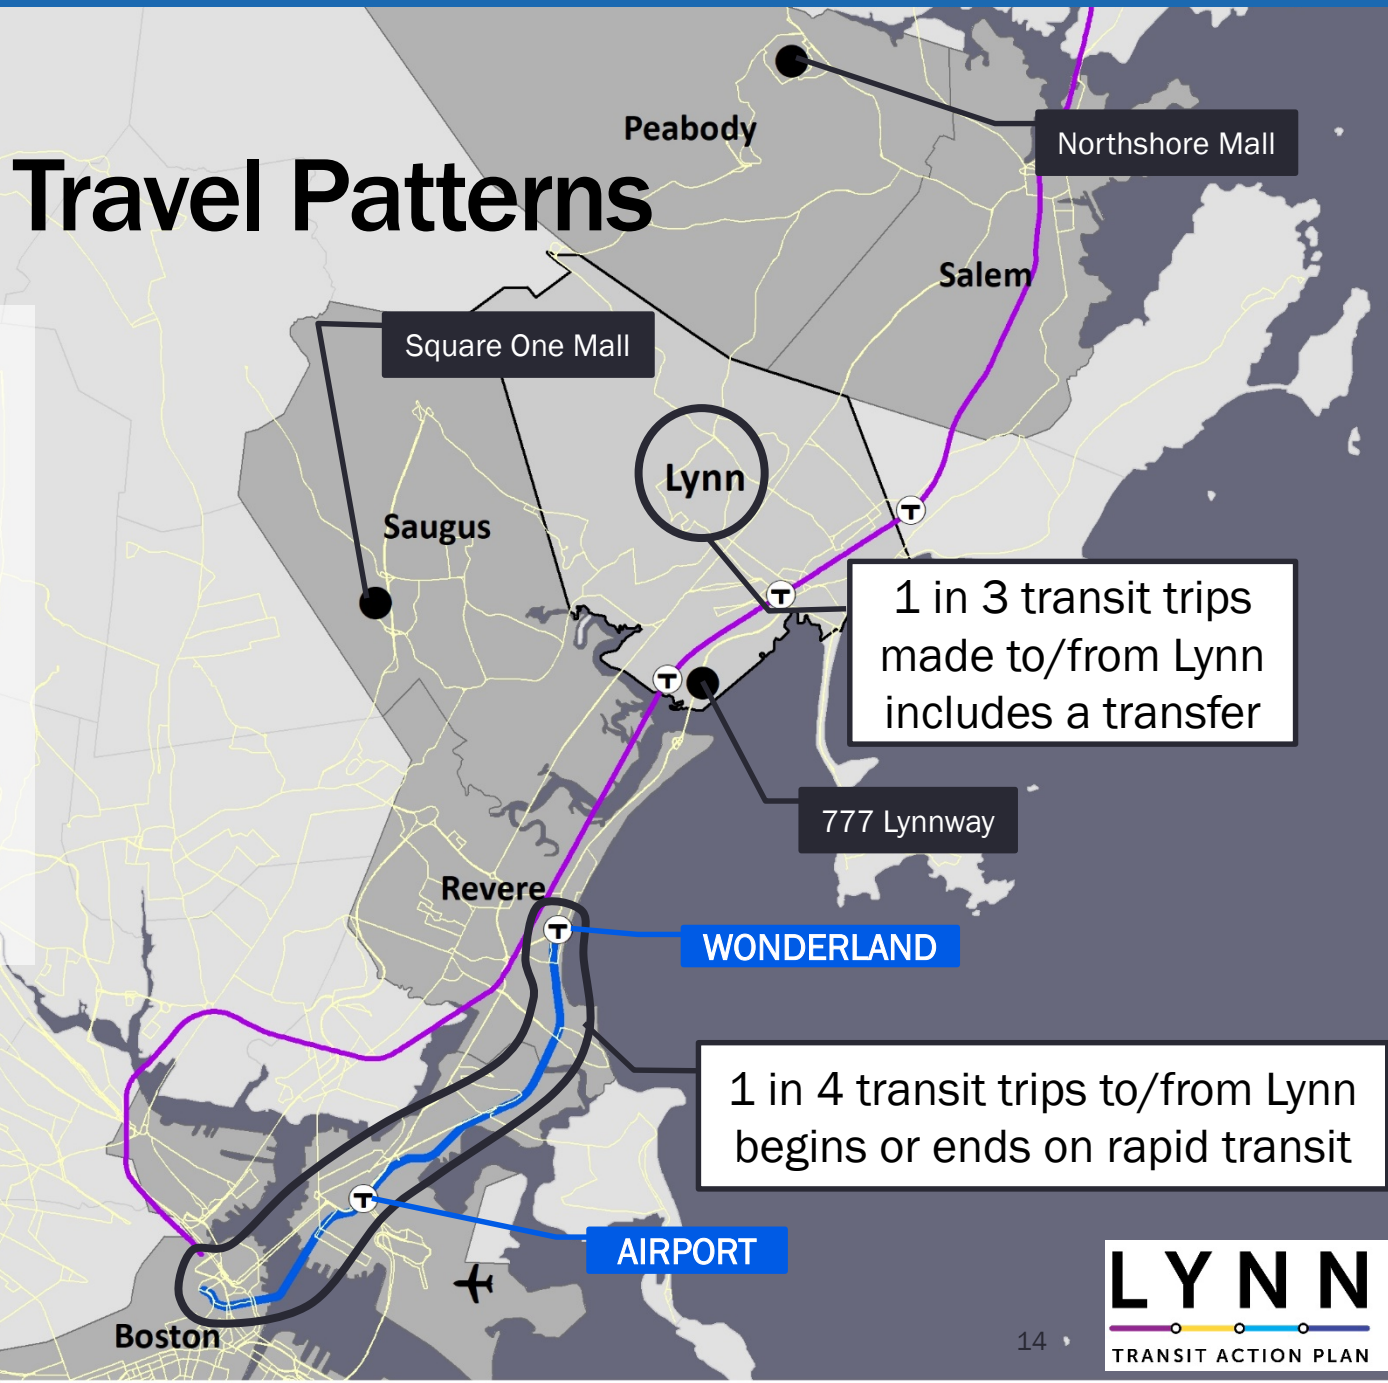 Peabody
Northshore Mall
Travel Patterns
Salem
Square One Mall
Lynn
Saugus
T
T
T
1 in 3 transit trips
made to/from Lynn
includes a transfer
777 Lynnway
Revere
T
WONDERLAND
1 in 4 transit trips to/from Lynn
begins or ends on rapid transit
T
AIRPORT
Boston
14
LYNN
TRANSIT ACTION PLAN